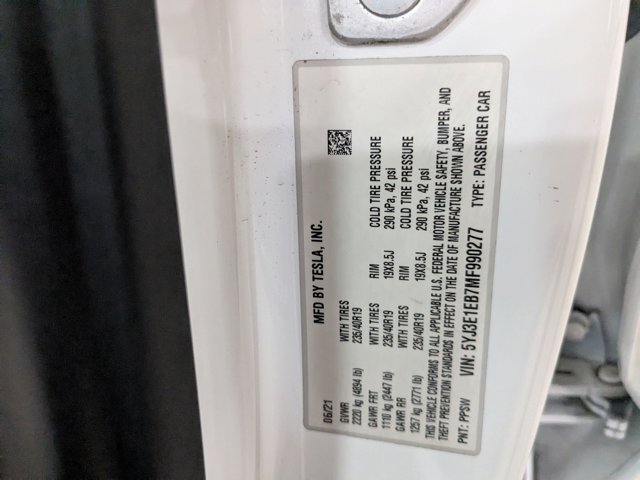 MFD BY TESLA, INC.
06/21
GVWR
2220 kg (4894 lb)
GAWR FRT WITH TIRES RIM COLD TIRE PRESSURE
1110 kg (2447 lb) 235/40R19 19X8.5J 290 kPa, 42 psi
GAWR RR WITH TIRES RIM COLD TIRE PRESSURE
1257 kg (2771 lb) 235/40R19 19X8.5J 290 kPa, 42 psi
THIS VEHICLE CONFORMS TO ALL APPLICABLE U.S. FEDERAL MOTOR VEHICLE SAFETY, BUMPER, AND
THEFT PREVENTION STANDARDS IN EFFECT ON THE DATE OF MANUFACTURE SHOWN ABOVE.
VIN: 5YJ3E1EB7MF990277
PNT: PPSW TYPE: PASSENGER CAR